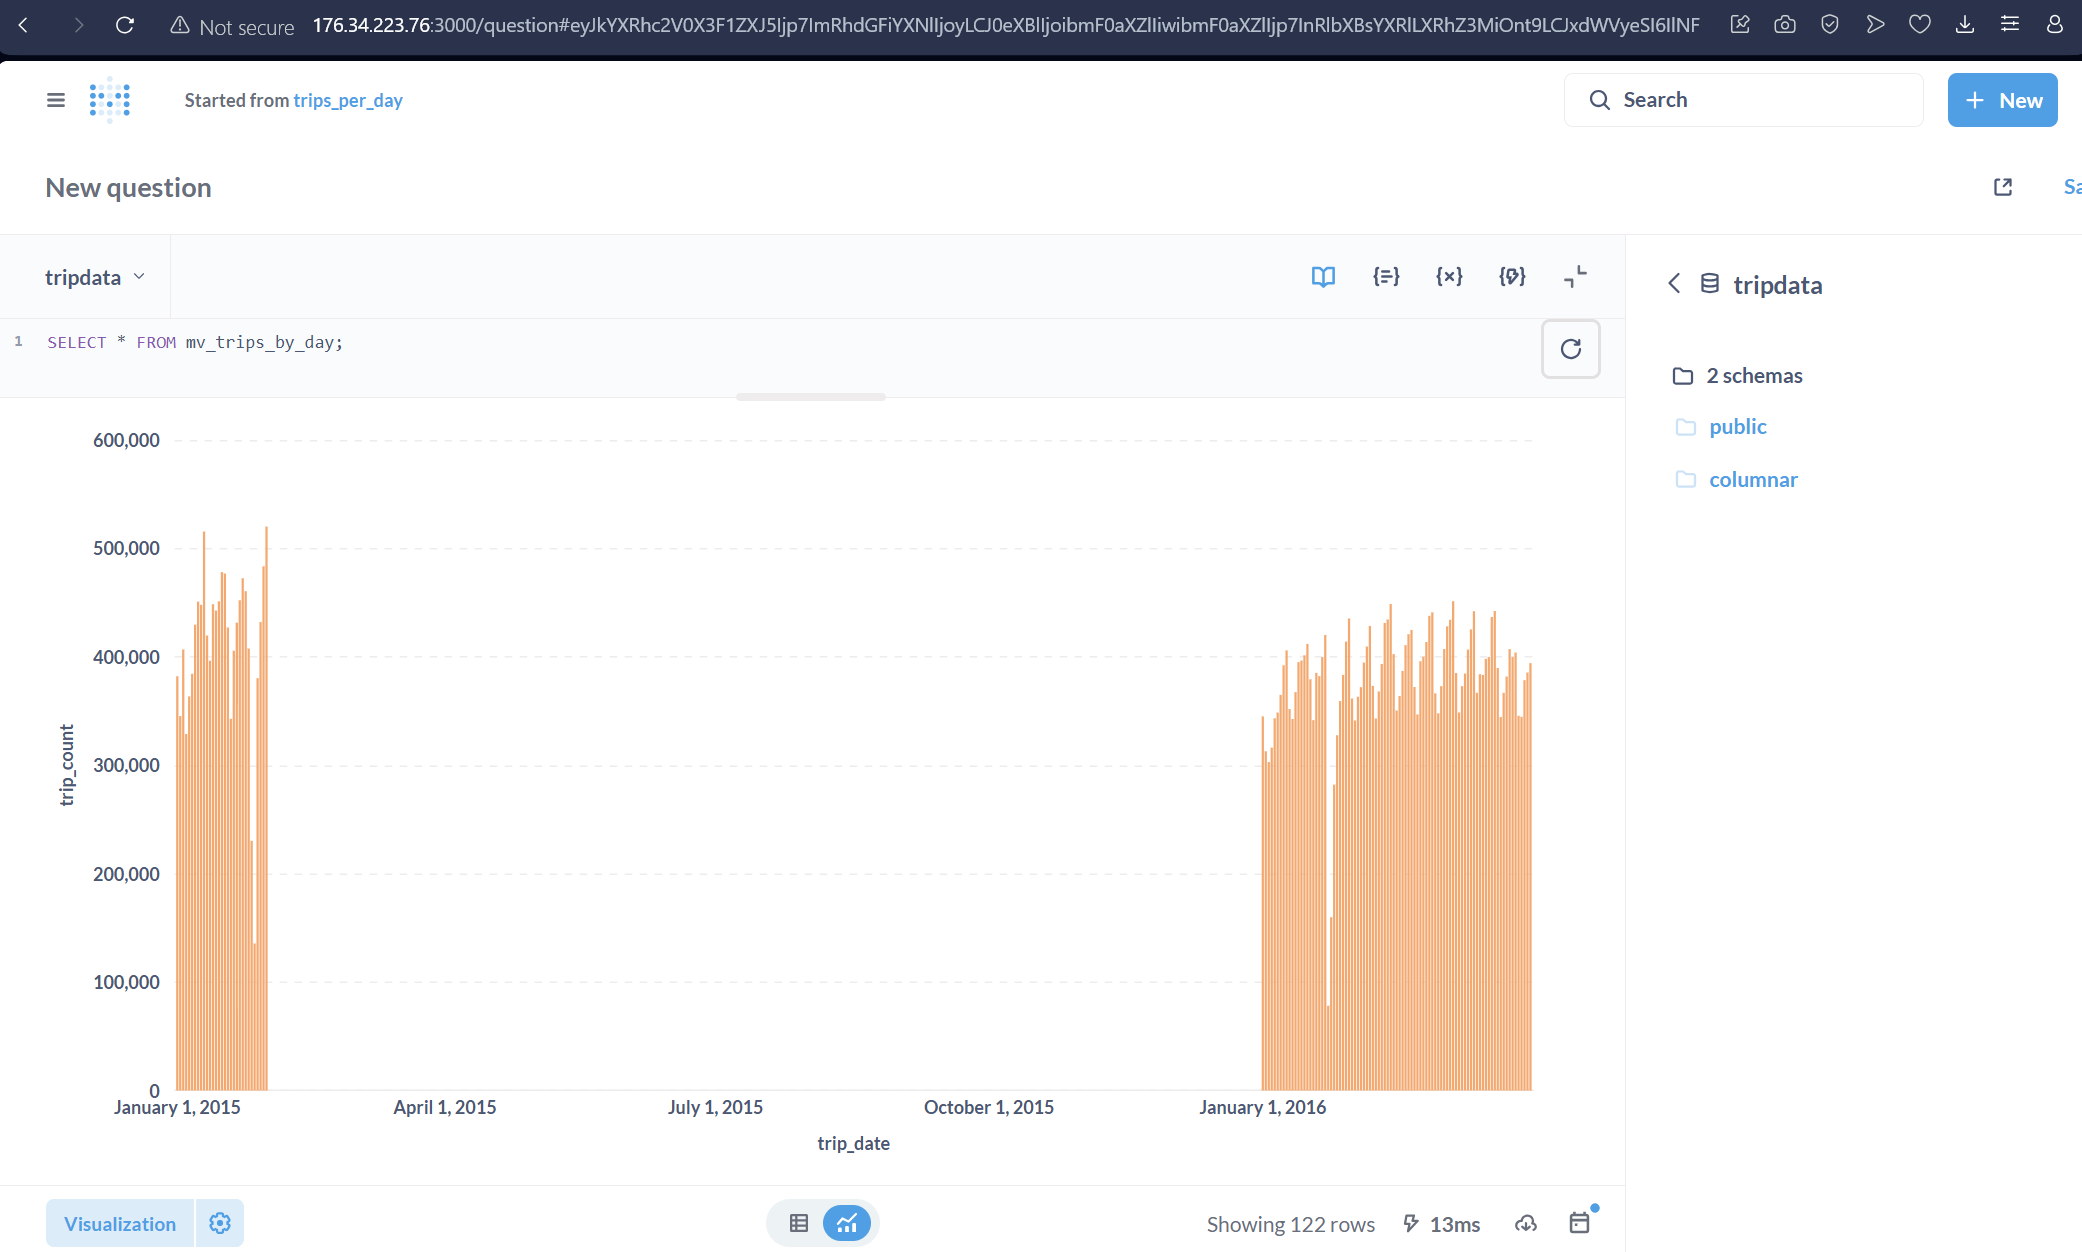 Not secure 176.34.223.76:3000/question#eyJkYXRhc2V0X3F1ZXJ5Ijp7ImRhdGFiYXNlIjoyLCJ0eXBlIjoibmF0aXZlIiwibmF0aXZlIjp7InRlbXBsYXRlLXRhZ3MiOnt9LCJxdWVyeSI6IlNF
Started from trips_per_day
Search
+ New
New question
Sa
tripdata
tripdata
1 SELECT * FROM mv_trips_by_day;
2 schemas
public
columnar
600,000
500,000
400,000
300,000
200,000
100,000
0
trip_count
January 1, 2015 April 1, 2015 July 1, 2015 October 1, 2015 January 1, 2016
trip_date
Visualization
Showing 122 rows 13ms